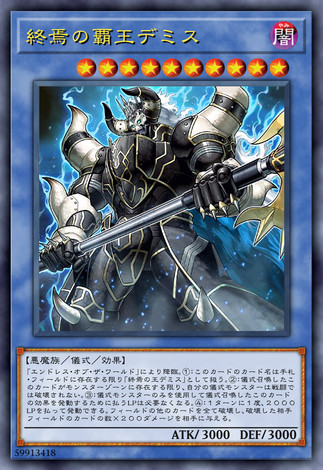 終焉の覇王デミス
闇
やみ
【悪魔族／儀式／効果】
「エンドレス・オブ・ザ・ワールド」により降臨。①:このカードのカード名は手札
・フィールドに存在する限り「終焉の王デミス」として扱う。②:儀式召喚したこ
のカードがモンスターゾーンに存在する限り、自分の儀式モンスターは戦闘で
は破壊されない。③:儀式モンスターのみを使用して儀式召喚したこのカード
の効果を発動するために払うLPは必要なくなる。④:1ターンに1度、2000
LPを払って発動できる。フィールドの他のカードを全て破壊し、破壊した相手
フィールドのカードの数×200ダメージを相手に与える。
ATK/ 3000 DEF/3000
59913418